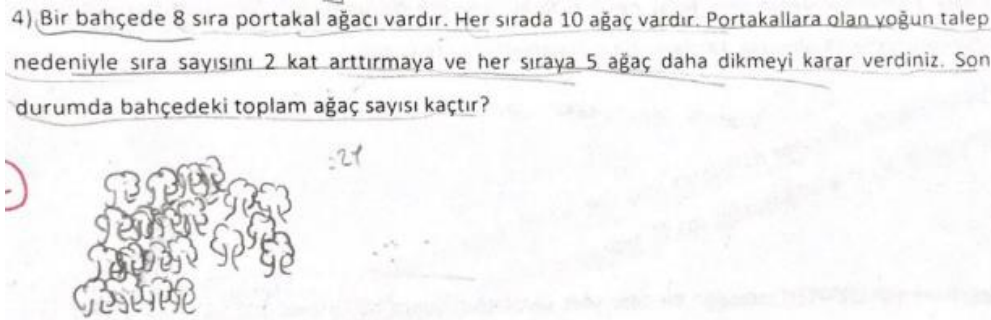 4) Bir bahçede 8 sıra portakal ağacı vardır. Her sırada 10 ağaç vardır. Portakallara olan yoğun talep
nedeniyle sıra sayısını 2 kat arttırmaya ve her sıraya 5 ağaç daha dikmeyi karar verdiniz. Son
durumda bahçedeki toplam ağaç sayısı kaçtır?
:21